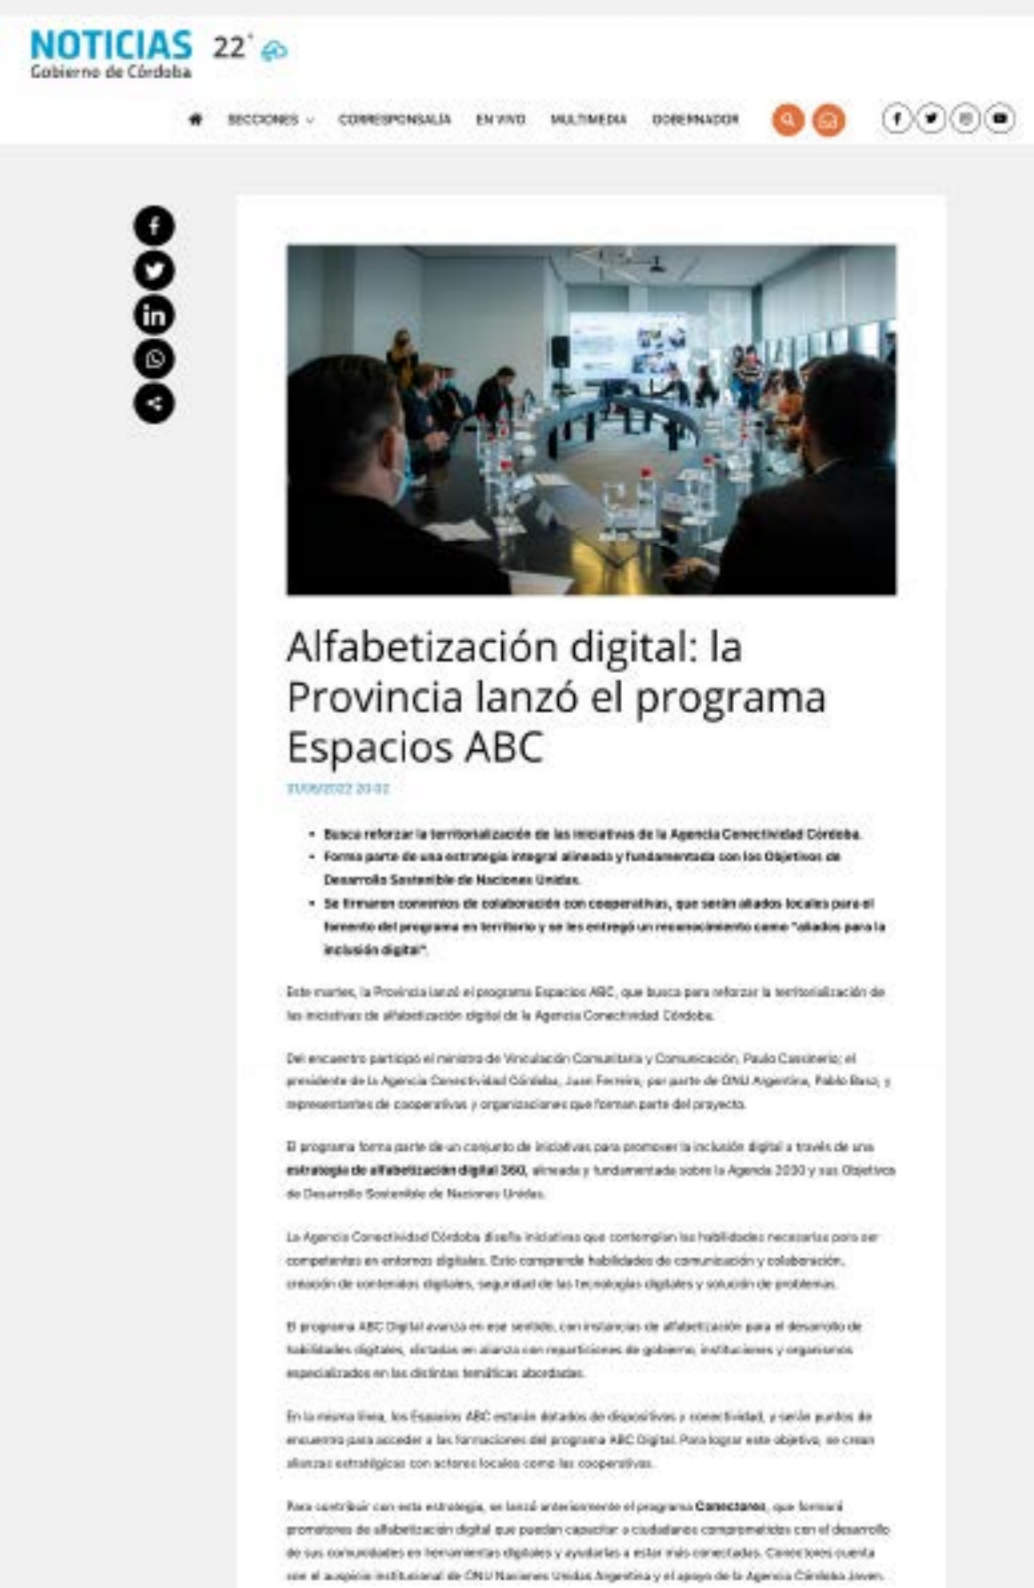 NOTICIAS 22°
Gobierno de Córdoba
SECCIONES CORRESPONSALÍA EN VIVO MULTIMEDIA GOBERNADOR
Alfabetización digital: la
Provincia lanzó el programa
Espacios ABC
Busca reforzar la territorialización de las iniciativas de la Agencia Conectividad Córdoba.
Forma parte de una estrategia integral alineada y fundamentada con los Objetivos de
Desarrollo Sostenible de Naciones Unidas.
Se firmaron convenios de colaboración con cooperativas, que serán aliados locales para el
fomento del programa en territorio y se les entregó un reconocimiento como "aliados para la
inclusión digital".
Este martes, la Provincia lanzó el programa Espacios ABC, que busca para reforzar la territorialización de
las iniciativas de alfabetización digital de la Agencia Conectividad Córdoba.
Del encuentro participó el ministro de Vinculación Comunitaria y Comunicación, Paulo Cassinerio; el
presidente de la Agencia Conectividad Córdoba, Juan Ferreiro; por parte de ONU Argentina, Pablo y
representantes de cooperativas y organizaciones que forman parte del proyecto.
El programa forma parte de un conjunto de iniciativas para promover la inclusión digital a través de una
estrategia de alfabetización digital 360, alineada y fundamentada sobre la Agenda 2030 y sus Objetivos
de Desarrollo Sostenible de Naciones Unidas.
La Agencia Conectividad Córdoba diseña iniciativas que contemplan las habilidades necesarias para ser
competentes en entornos digitales. Esto comprende habilidades de comunicación y colaboración,
creación de contenidos digitales, seguridad de las tecnologías digitales y solución de problemas.
El programa ABC Digital avanza en ese sentido, con instancias de alfabetización para el desarrollo de
habilidades digitales, dictadas en alianza con reparticiones de gobierno, instituciones y organismos
especializados en las distintas temáticas abordadas.
En la misma línea, los Espacios ABC estarán dotados de dispositivos y conectividad, y serán puntos de
encuentro para acceder a las formaciones del programa ABC Digital. Para lograr este objetivo, se crean
alianzas estratégicas con actores locales como las cooperativas.
Para contribuir con esta estrategia, se lanzó anteriormente el programa Conectores, que formará
promotores de alfabetización digital que puedan capacitar a ciudadanos comprometidos con el desarrollo
de sus comunidades en herramientas digitales y ayudarlas a estar más conectadas. Conectores cuenta
con el auspicio institucional de ONU Naciones Unidas Argentina y el apoyo de la Agencia Córdoba Joven.